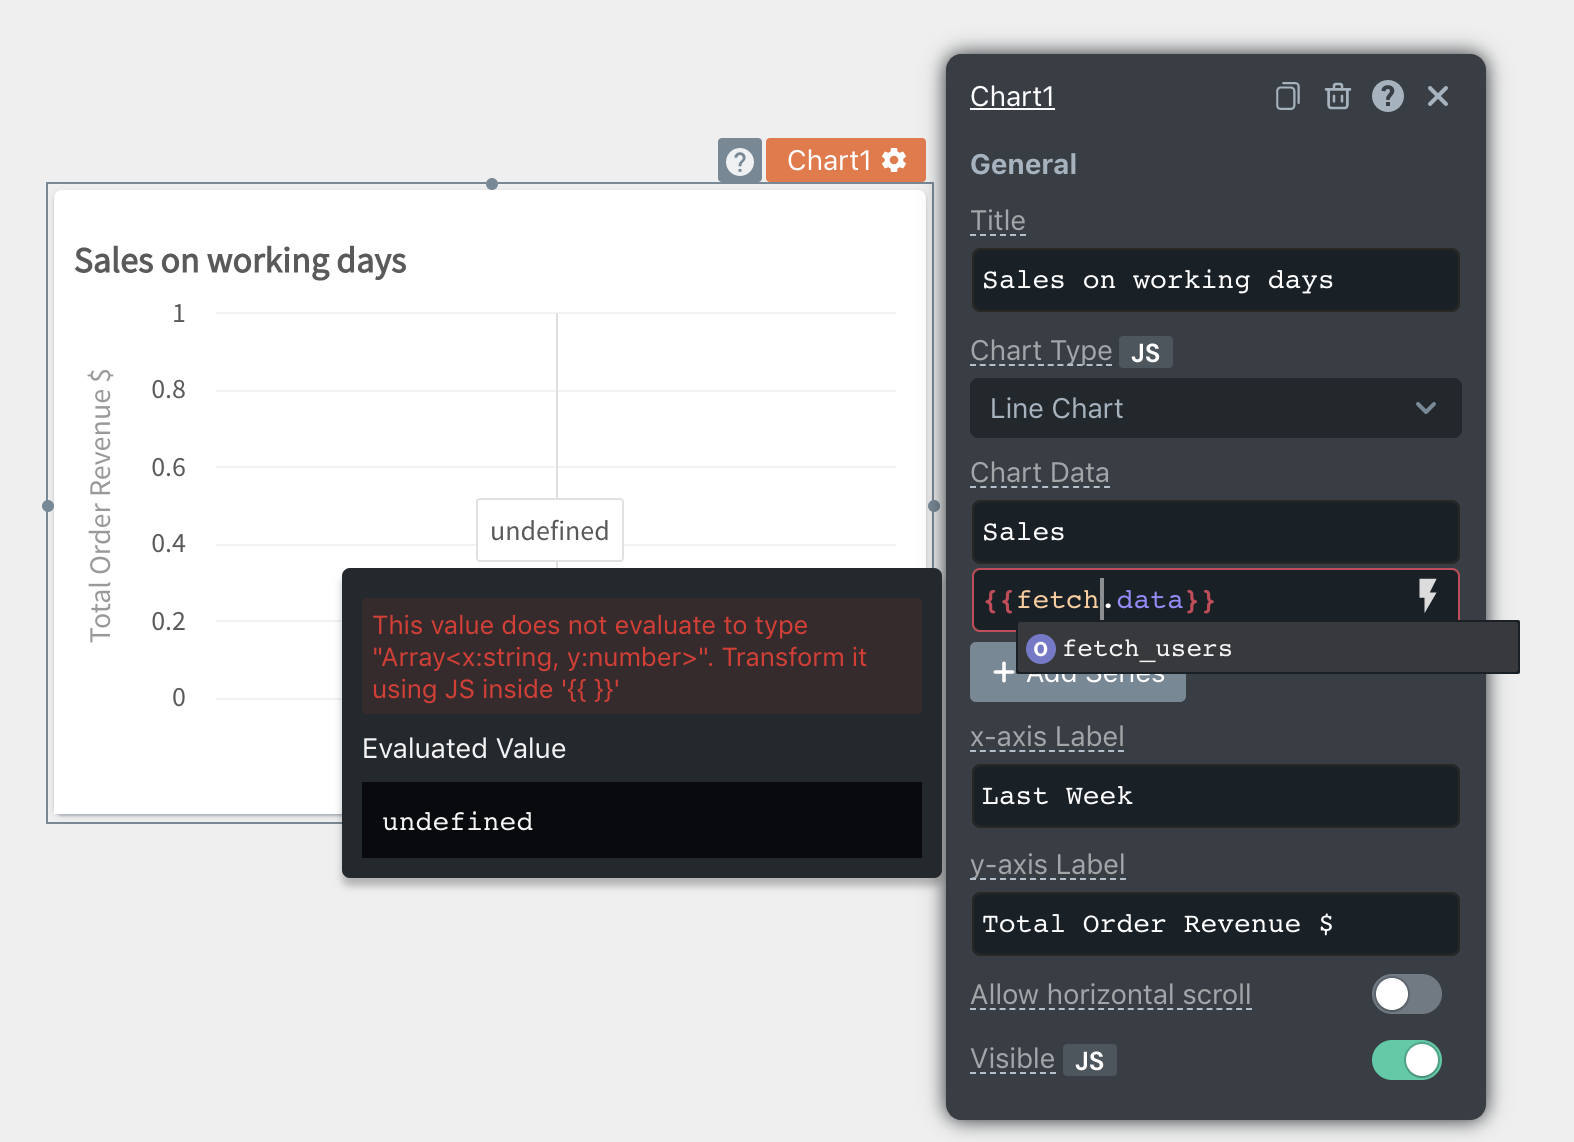 Chart1
Sales on working days
1
0.8
0.6
0.4
0.2
0
Total Order Revenue $
undefined
This value does not evaluate to type
"Array<x:string, y:number>". Transform it
using JS inside '{{ }}'
Evaluated Value
undefined
Chart1
General
Title
Sales on working days
Chart Type JS
Line Chart
Chart Data
Sales
{{fetch.data}}
fetch_users
+ Add Series
x-axis Label
Last Week
y-axis Label
Total Order Revenue $
Allow horizontal scroll
Visible JS